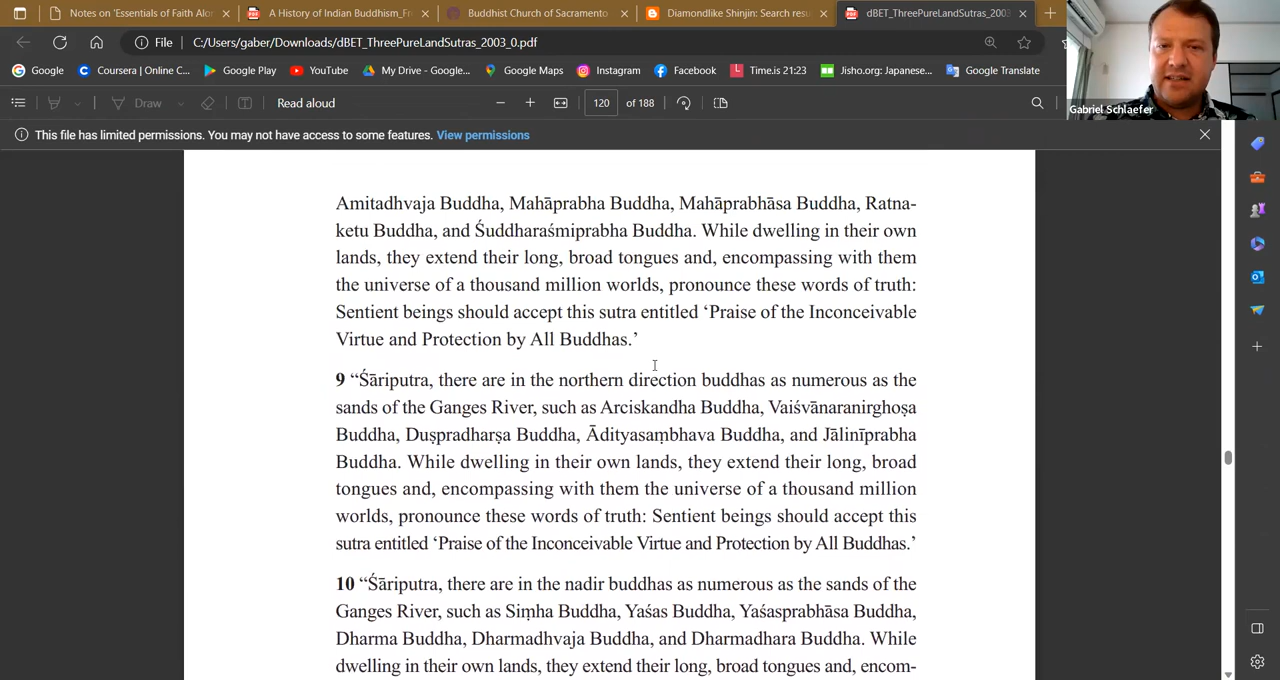 Notes on 'Essentials of Faith Alon
A History of Indian Buddhism_Fr
Buddhist Church of Sacramento
Diamondlike Shinjin: Search resu
dBET_ThreePureLandSutras_2003_
File C:/Users/gaber/Downloads/dBET_ThreePureLandSutras_2003_0.pdf
Google Coursera | Online C... Google Play YouTube My Drive - Google... Google Maps Instagram Facebook Time.is 21:23 Jisho.org: Japanese... Google Translate
Draw Read aloud 120 of 188
Gabriel Schlaefer
This file has limited permissions. You may not have access to some features. View permissions
Amitadhvaja Buddha, Mahāprabha Buddha, Mahāprabhāsa Buddha, Ratna-
ketu Buddha, and Śuddharaśmiprabha Buddha. While dwelling in their own
lands, they extend their long, broad tongues and, encompassing with them
the universe of a thousand million worlds, pronounce these words of truth:
Sentient beings should accept this sutra entitled ‘Praise of the Inconceivable
Virtue and Protection by All Buddhas.’
9 “Śāriputra, there are in the northern direction buddhas as numerous as the
sands of the Ganges River, such as Arciskandha Buddha, Vaiśvānaranirghoṣa
Buddha, Duṣpradharṣa Buddha, Ādityasaṃbhava Buddha, and Jālinīprabha
Buddha. While dwelling in their own lands, they extend their long, broad
tongues and, encompassing with them the universe of a thousand million
worlds, pronounce these words of truth: Sentient beings should accept this
sutra entitled ‘Praise of the Inconceivable Virtue and Protection by All Buddhas.’
10 “Śāriputra, there are in the nadir buddhas as numerous as the sands of the
Ganges River, such as Siṃha Buddha, Yaśas Buddha, Yaśasprabhāsa Buddha,
Dharma Buddha, Dharmadhvaja Buddha, and Dharmadhara Buddha. While
dwelling in their own lands, they extend their long, broad tongues and, encom-